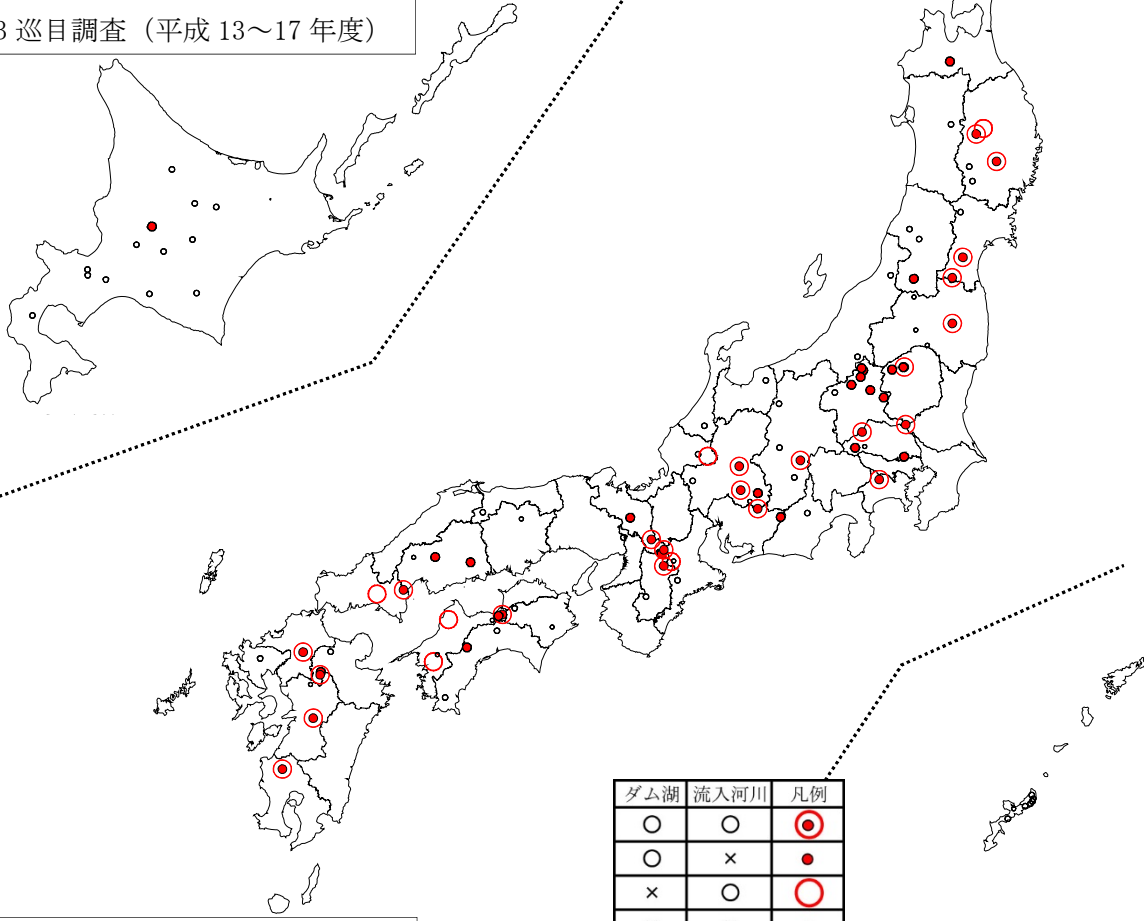 3 巡目調査（平成 13～17 年度）
ダム湖 流入河川 凡例
○ ○
○ ×
× ○